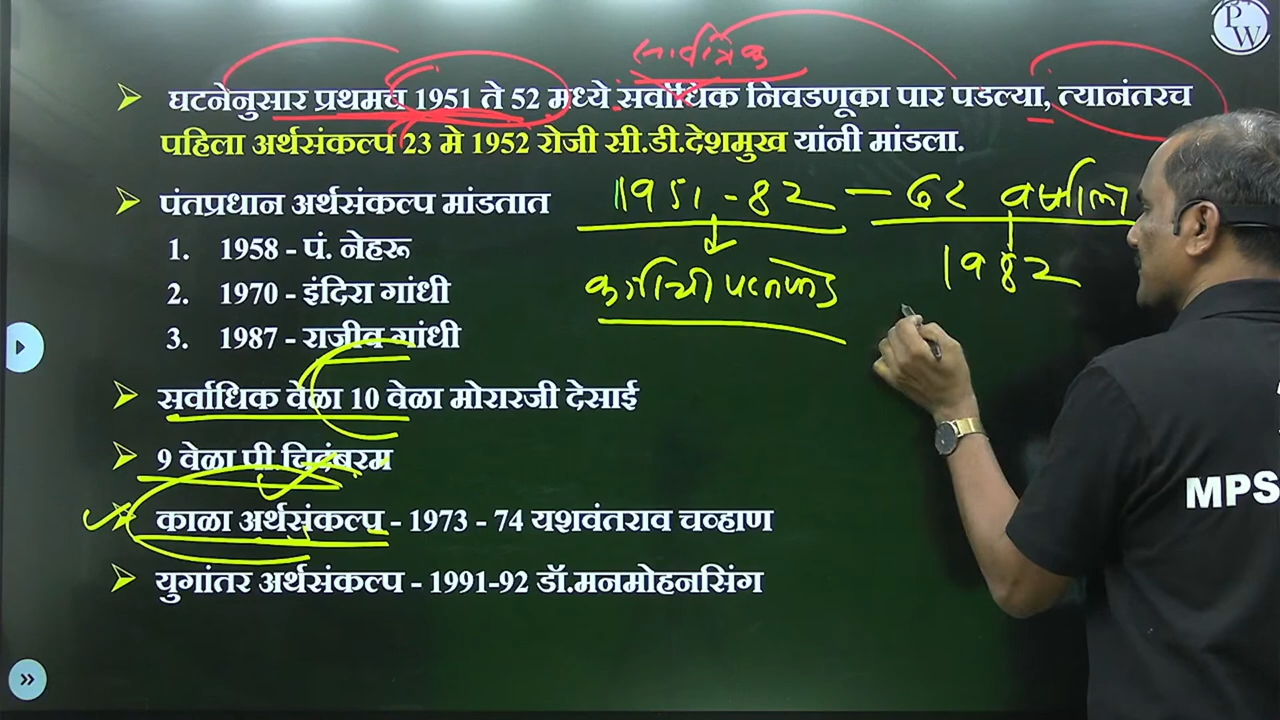 PW
सार्वत्रिक
घटनेनुसार प्रथमच 1951 ते 52 मध्ये सर्वाधिक निवडणूका पार पडल्या, त्यानंतरच
पहिला अर्थसंकल्प 23 मे 1952 रोजी सी.डी.देशमुख यांनी मांडला.
1951-82
पंतप्रधान अर्थसंकल्प मांडतात
1. 1958 - पं. नेहरू
1982
2. 1970 - इंदिरा गांधी
3. 1987 - राजीव गांधी
सर्वाधिक वेळा 10 वेळा मोरारजी देसाई
9 वेळा पी चिदंबरम
MPS
काळा अर्थसंकल्प - 1973 - 74 यशवंतराव चव्हाण
युगांतर अर्थसंकल्प - 1991-92 डॉ.मनमोहनसिंग